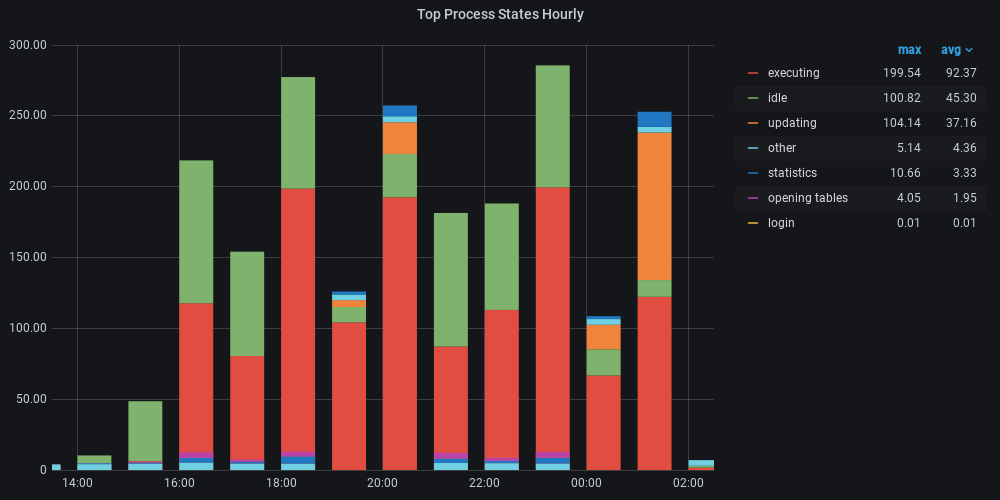 Top Process States Hourly
300.00
250.00
200.00
150.00
100.00
50.00
0
14:00 16:00 18:00 20:00 22:00 00:00 02:00
max avg
executing 199.54 92.37
idle 100.82 45.30
updating 104.14 37.16
other 5.14 4.36
statistics 10.66 3.33
opening tables 4.05 1.95
login 0.01 0.01